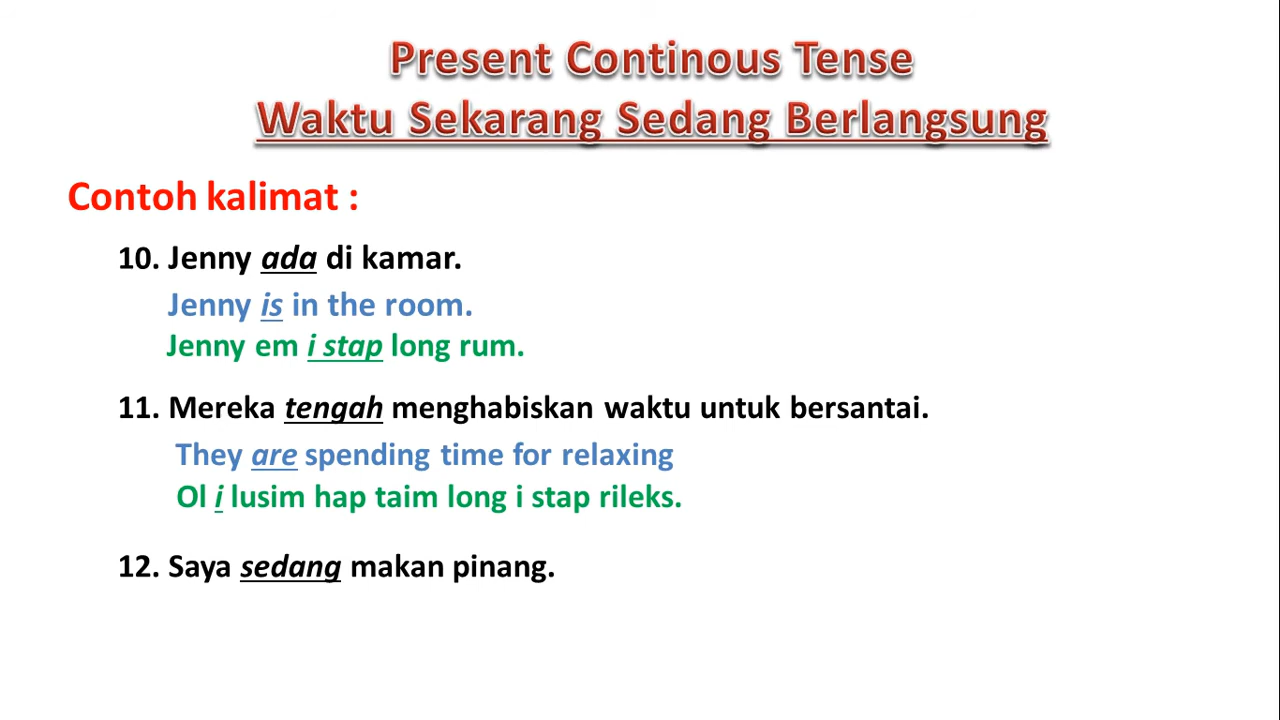 Present Continous Tense
Waktu Sekarang Sedang Berlangsung
Contoh kalimat :
10. Jenny ada di kamar.
Jenny is in the room.
Jenny em i stap long rum.
11. Mereka tengah menghabiskan waktu untuk bersantai.
They are spending time for relaxing
Ol i lusim hap taim long i stap rileks.
12. Saya sedang makan pinang.